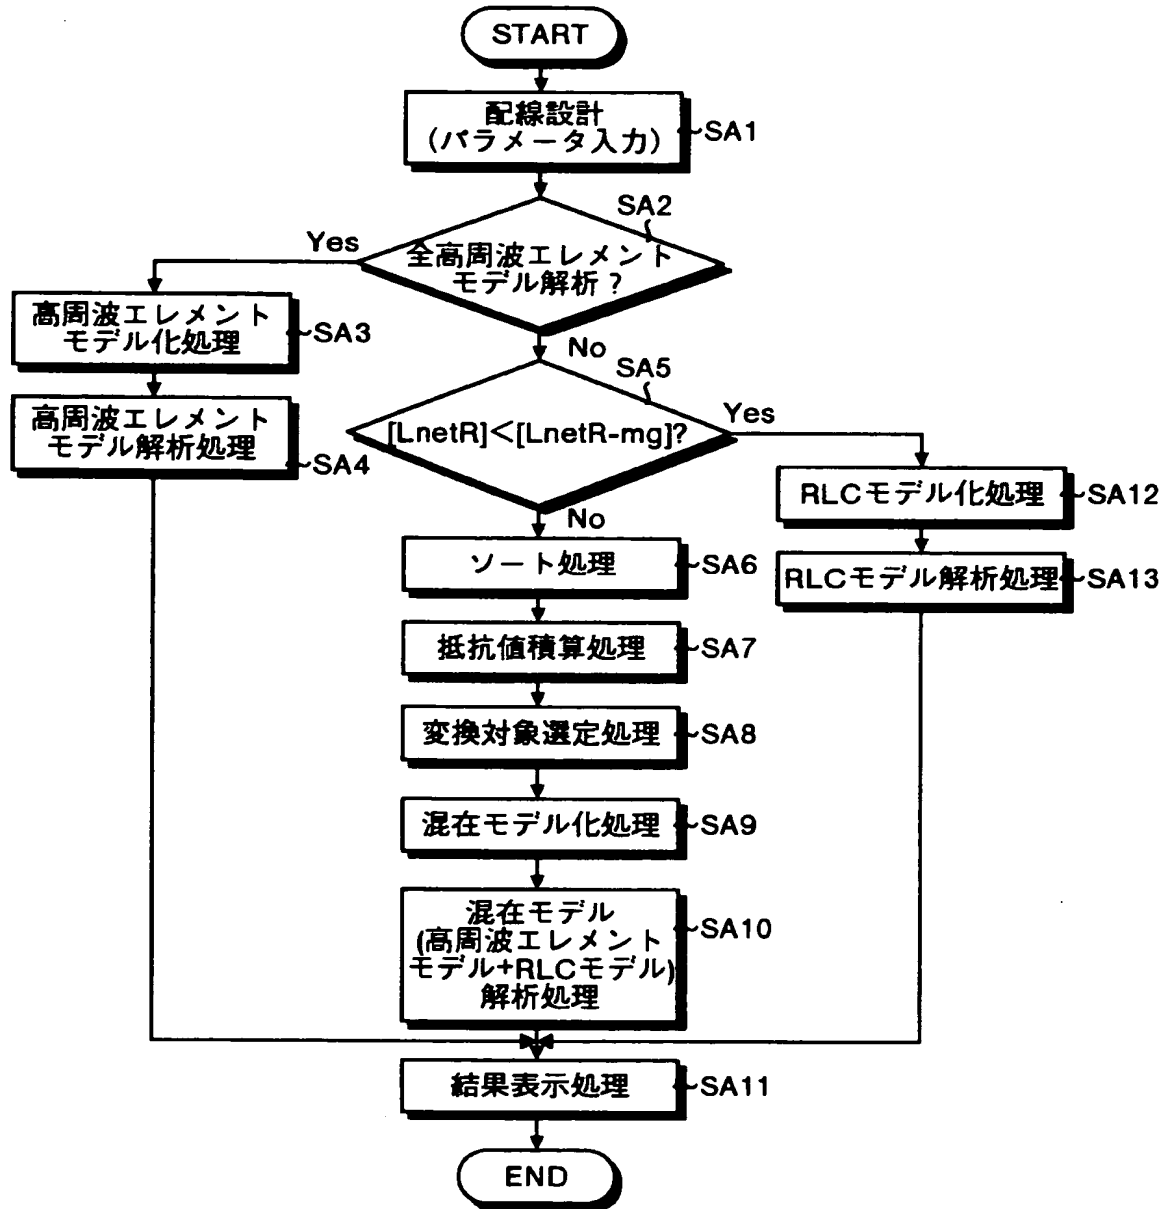 START
配線設計
(パラメータ入力)
SA1
SA2
Yes
全高周波エレメント
モデル解析?
高周波エレメント
モデル化処理
SA3
No
SA5
高周波エレメント
モデル解析処理
SA4
[LnetR]<[LnetR-mg]?
Yes
RLCモデル化処理
SA12
No
ソート処理
SA6
RLCモデル解析処理
SA13
抵抗値積算処理
SA7
変換対象選定処理
SA8
混在モデル化処理
SA9
混在モデル
(高周波エレメント
モデル+RLCモデル)
解析処理
SA10
結果表示処理
SA11
END